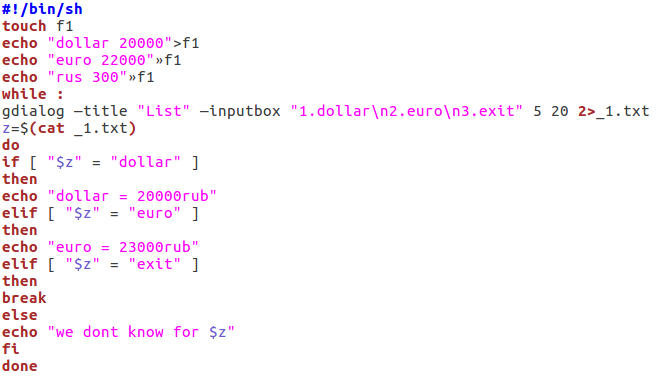 #!/bin/sh
touch f1
echo "dollar 20000">f1
echo "euro 22000"»f1
echo "rus 300"»f1
while :
gdialog —title "List" —inputbox "1.dollar\n2.euro\n3.exit" 5 20 2>_1.txt
z=$(cat _1.txt)
do
if [ "$z" = "dollar" ]
then
echo "dollar = 20000rub"
elif [ "$z" = "euro" ]
then
echo "euro = 23000rub"
elif [ "$z" = "exit" ]
then
break
else
echo "we dont know for $z"
fi
done